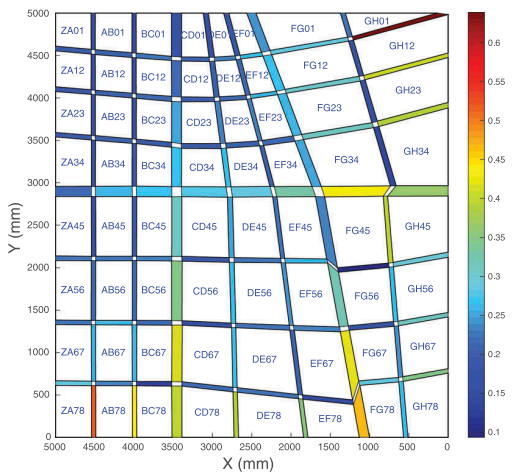 5000
4500
4000
3500
3000
2500
2000
1500
1000
500
0
Y (mm)
ZA01 AB01 BC01 CD01 DE01 EF01 FG01 GH01
ZA12 AB12 BC12 CD12 DE12 EF12 FG12 GH12
ZA23 AB23 BC23 CD23 DE23 EF23 FG23 GH23
ZA34 AB34 BC34 CD34 DE34 EF34 FG34 GH34
ZA45 AB45 BC45 CD45 DE45 EF45 FG45 GH45
ZA56 AB56 BC56 CD56 DE56 EF56 FG56 GH56
ZA67 AB67 BC67 CD67 DE67 EF67 FG67 GH67
ZA78 AB78 BC78 CD78 DE78 EF78 FG78 GH78
5000 4500 4000 3500 3000 2500 2000 1500 1000 500 0
X (mm)
0.6
0.55
0.5
0.45
0.4
0.35
0.3
0.25
0.2
0.15
0.1